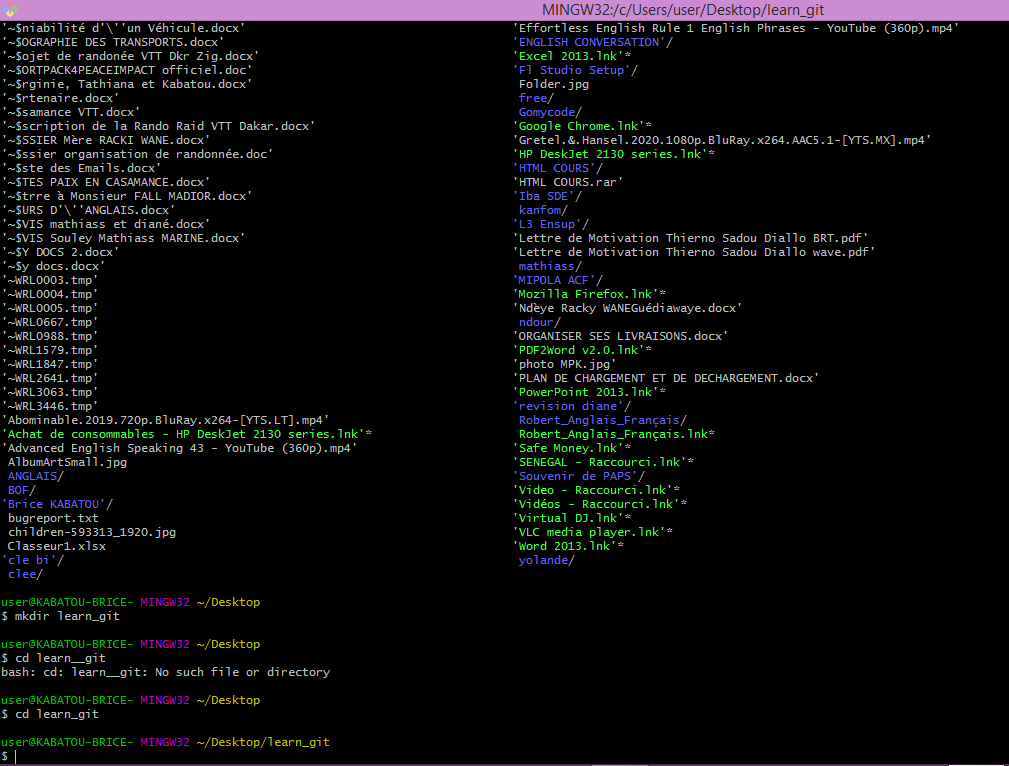 MINGW32:/c/Users/user/Desktop/learn_git
'~$niabilité d'\''un Véhicule.docx'
'~$OGRAPHIE DES TRANSPORTS.docx'
'~$ojet de randonée VTT Dkr Zig.docx'
'~$ORTPACK4PEACEIMPACT officiel.doc'
'~$rginie, Tathiana et Kabatou.docx'
'~$rtenaire.docx'
'~$samance VTT.docx'
'~$scription de la Rando Raid VTT Dakar.docx'
'~$SSIER Mère RACKI WANE.docx'
'~$ssier organisation de randonnée.doc'
'~$ste des Emails.docx'
'~$TES PAIX EN CASAMANCE.docx'
'~$trre à Monsieur FALL MADIOR.docx'
'~$URS D'\''ANGLAIS.docx'
'~$VIS mathiass et diané.docx'
'~$VIS Souley Mathiass MARINE.docx'
'~$Y DOCS 2.docx'
'~$y docs.docx'
'~WRL0003.tmp'
'~WRL0004.tmp'
'~WRL0005.tmp'
'~WRL0667.tmp'
'~WRL0988.tmp'
'~WRL1579.tmp'
'~WRL1847.tmp'
'~WRL2641.tmp'
'~WRL3063.tmp'
'~WRL3446.tmp'
'Abominable.2019.720p.BluRay.x264-[YTS.LT].mp4'
'Achat de consommables - HP DeskJet 2130 series.lnk'*
'Advanced English Speaking 43 - YouTube (360p).mp4'
AlbumArtSmall.jpg
ANGLAIS/
BOF/
'Brice KABATOU'/
bugreport.txt
children-593313_1920.jpg
Classeur1.xlsx
'cle bi'/
clee/
'Effortless English Rule 1 English Phrases - YouTube (360p).mp4'
'ENGLISH CONVERSATION'/
'Excel 2013.lnk'*
'Fl Studio Setup'/
Folder.jpg
free/
Gomycode/
'Google Chrome.lnk'*
'Gretel.&.Hansel.2020.1080p.BluRay.x264.AAC5.1-[YTS.MX].mp4'
'HP DeskJet 2130 series.lnk'*
'HTML COURS'/
'HTML COURS.rar'
'Iba SDE'/
kanfom/
'L3 Ensup'/
'Lettre de Motivation Thierno Sadou Diallo BRT.pdf'
'Lettre de Motivation Thierno Sadou Diallo wave.pdf'
mathiass/
'MIPOLA ACF'/
'Mozilla Firefox.lnk'*
'Ndèye Racky WANEGuédiawaye.docx'
ndour/
'ORGANISER SES LIVRAISONS.docx'
'PDF2Word v2.0.lnk'*
'photo MPK.jpg'
'PLAN DE CHARGEMENT ET DE DECHARGEMENT.docx'
'PowerPoint 2013.lnk'*
'revision diane'/
Robert_Anglais_Français/
Robert_Anglais_Français.lnk*
'Safe Money.lnk'*
'SENEGAL - Raccourci.lnk'*
'Souvenir de PAPS'/
'Video - Raccourci.lnk'*
'Vidéos - Raccourci.lnk'*
'Virtual DJ.lnk'*
'VLC media player.lnk'*
'Word 2013.lnk'*
yolande/
user@KABATOU-BRICE- MINGW32 ~/Desktop
$ mkdir learn_git
user@KABATOU-BRICE- MINGW32 ~/Desktop
$ cd learn__git
bash: cd: learn__git: No such file or directory
user@KABATOU-BRICE- MINGW32 ~/Desktop
$ cd learn_git
user@KABATOU-BRICE- MINGW32 ~/Desktop/learn_git
$